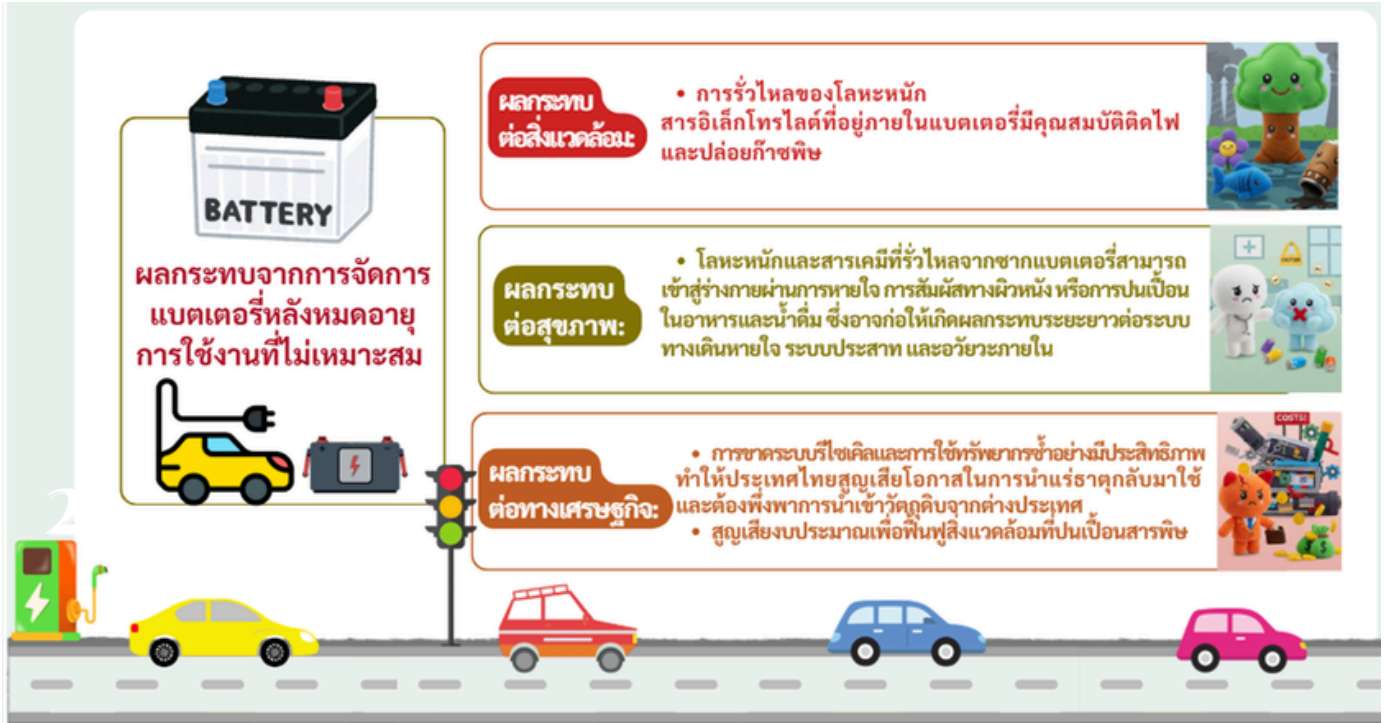 BATTERY
ผลกระทบจากการจัดการ
แบตเตอรี่หลังหมดอายุ
การใช้งานที่ไม่เหมาะสม
2
ผลกระทบ
ต่อสิ่งแวดล้อม:
• การรั่วไหลของโลหะหนัก
สารอิเล็กโทรไลต์ที่อยู่ภายในแบตเตอรี่มีคุณสมบัติติดไฟ
และปล่อยก๊าซพิษ
ผลกระทบ
ต่อสุขภาพ:
• โลหะหนักและสารเคมีที่รั่วไหลจากซากแบตเตอรี่สามารถ
เข้าสู่ร่างกายผ่านการหายใจ การสัมผัสทางผิวหนัง หรือการปนเปื้อน
ในอาหารและน้ำดื่ม ซึ่งอาจก่อให้เกิดผลกระทบระยะยาวต่อระบบ
ทางเดินหายใจ ระบบประสาท และอวัยวะภายใน
ผลกระทบ
ต่อทางเศรษฐกิจ:
• การขาดระบบรีไซเคิลและการใช้ทรัพยากรซ้ำอย่างมีประสิทธิภาพ
ทำให้ประเทศไทยสูญเสียโอกาสในการนำแร่ธาตุกลับมาใช้
และต้องพึ่งพาการนำเข้าวัตถุดิบจากต่างประเทศ
• สูญเสียงบประมาณเพื่อฟื้นฟูสิ่งแวดล้อมที่ปนเปื้อนสารพิษ
COSTS!